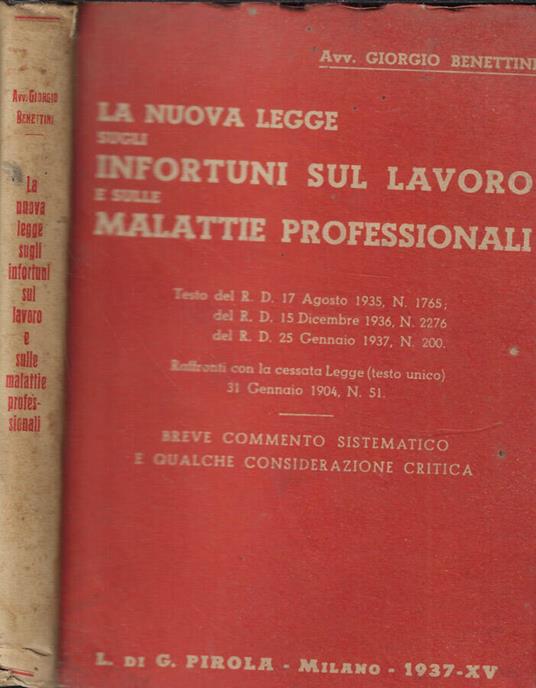 Avv. GIORGIO
BENETTINI
La
nuova
legge
sugli
infortuni
sul
lavoro
e
sulle
malattie
profes-
sionali
Avv. GIORGIO BENETTINI
LA NUOVA LEGGE
SUGLI
INFORTUNI SUL LAVORO
E SULLE
MALATTIE PROFESSIONALI
Testo del R. D. 17 Agosto 1935, N. 1765;
del R. D. 15 Dicembre 1936, N. 2276
del R. D. 25 Gennaio 1937, N. 200.
Raffronti con la cessata Legge (testo unico)
31 Gennaio 1904, N. 51.
BREVE COMMENTO SISTEMATICO
E QUALCHE CONSIDERAZIONE CRITICA
L. DI G. PIROLA - MILANO - 1937-XV